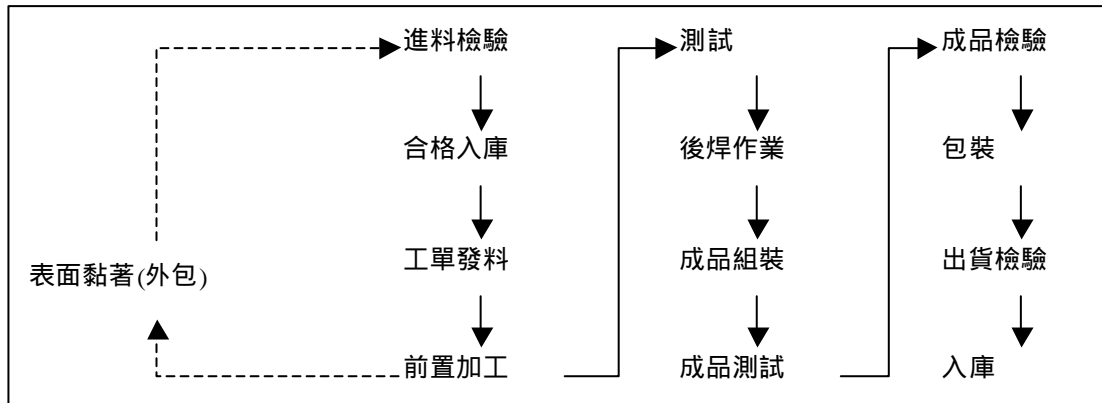 進料檢驗
合格入庫
工單發料
前置加工
表面黏著(外包)
測試
後焊作業
成品組裝
成品測試
成品檢驗
包裝
出貨檢驗
入庫